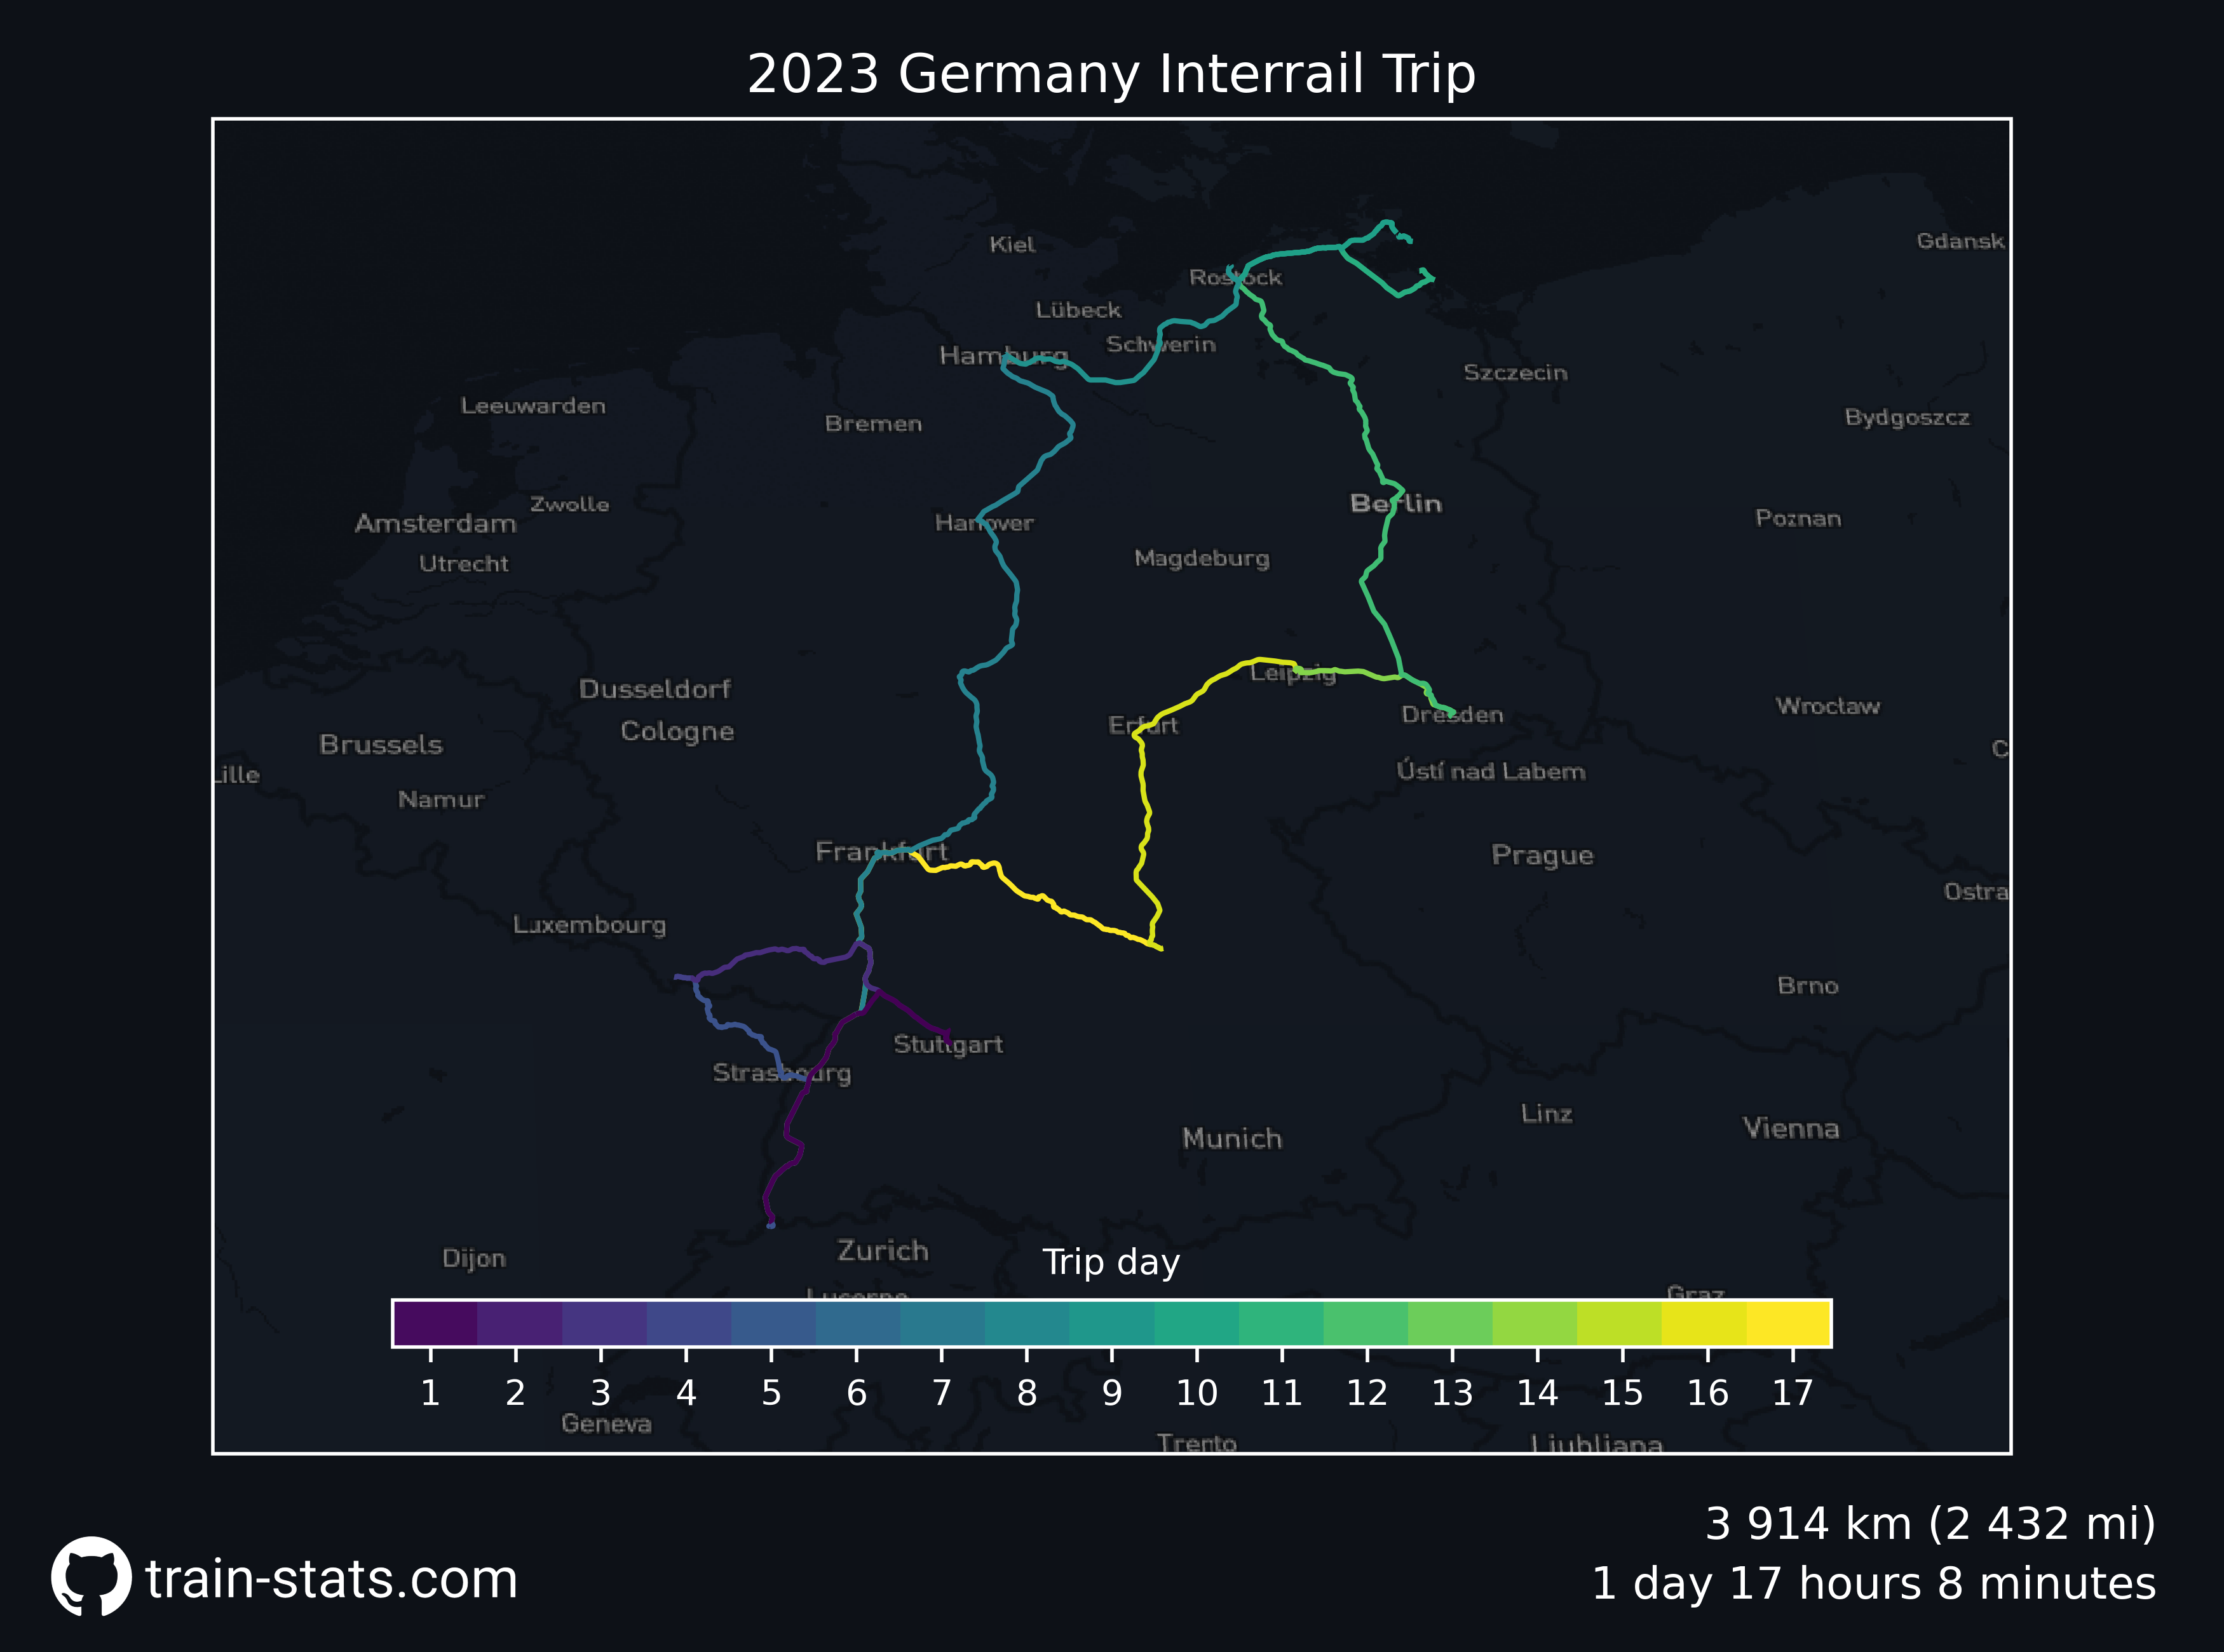 2023 Germany Interrail Trip
Kiel
Gdansk
Rostock
Lübeck
Schwerin
Hamburg
Szczecin
Leeuwarden
Bremen
Bydgoszcz
Zwolle
Berlin
Amsterdam
Hanover
Poznan
Utrecht
Magdeburg
Leipzig
Dusseldorf
Wrocław
Dresden
Erfurt
Cologne
Brussels
C
Lille
Ústí nad Labem
Namur
Frankfurt
Prague
Ostra
Luxembourg
Brno
Stuttgart
Strasbourg
Linz
Vienna
Munich
Zurich
Dijon
Trip day
Lucerne
Graz
1 2 3 4 5 6 7 8 9 10 11 12 13 14 15 16 17
Geneva
Trento
Ljubljana
3 914 km (2 432 mi)
train-stats.com
1 day 17 hours 8 minutes